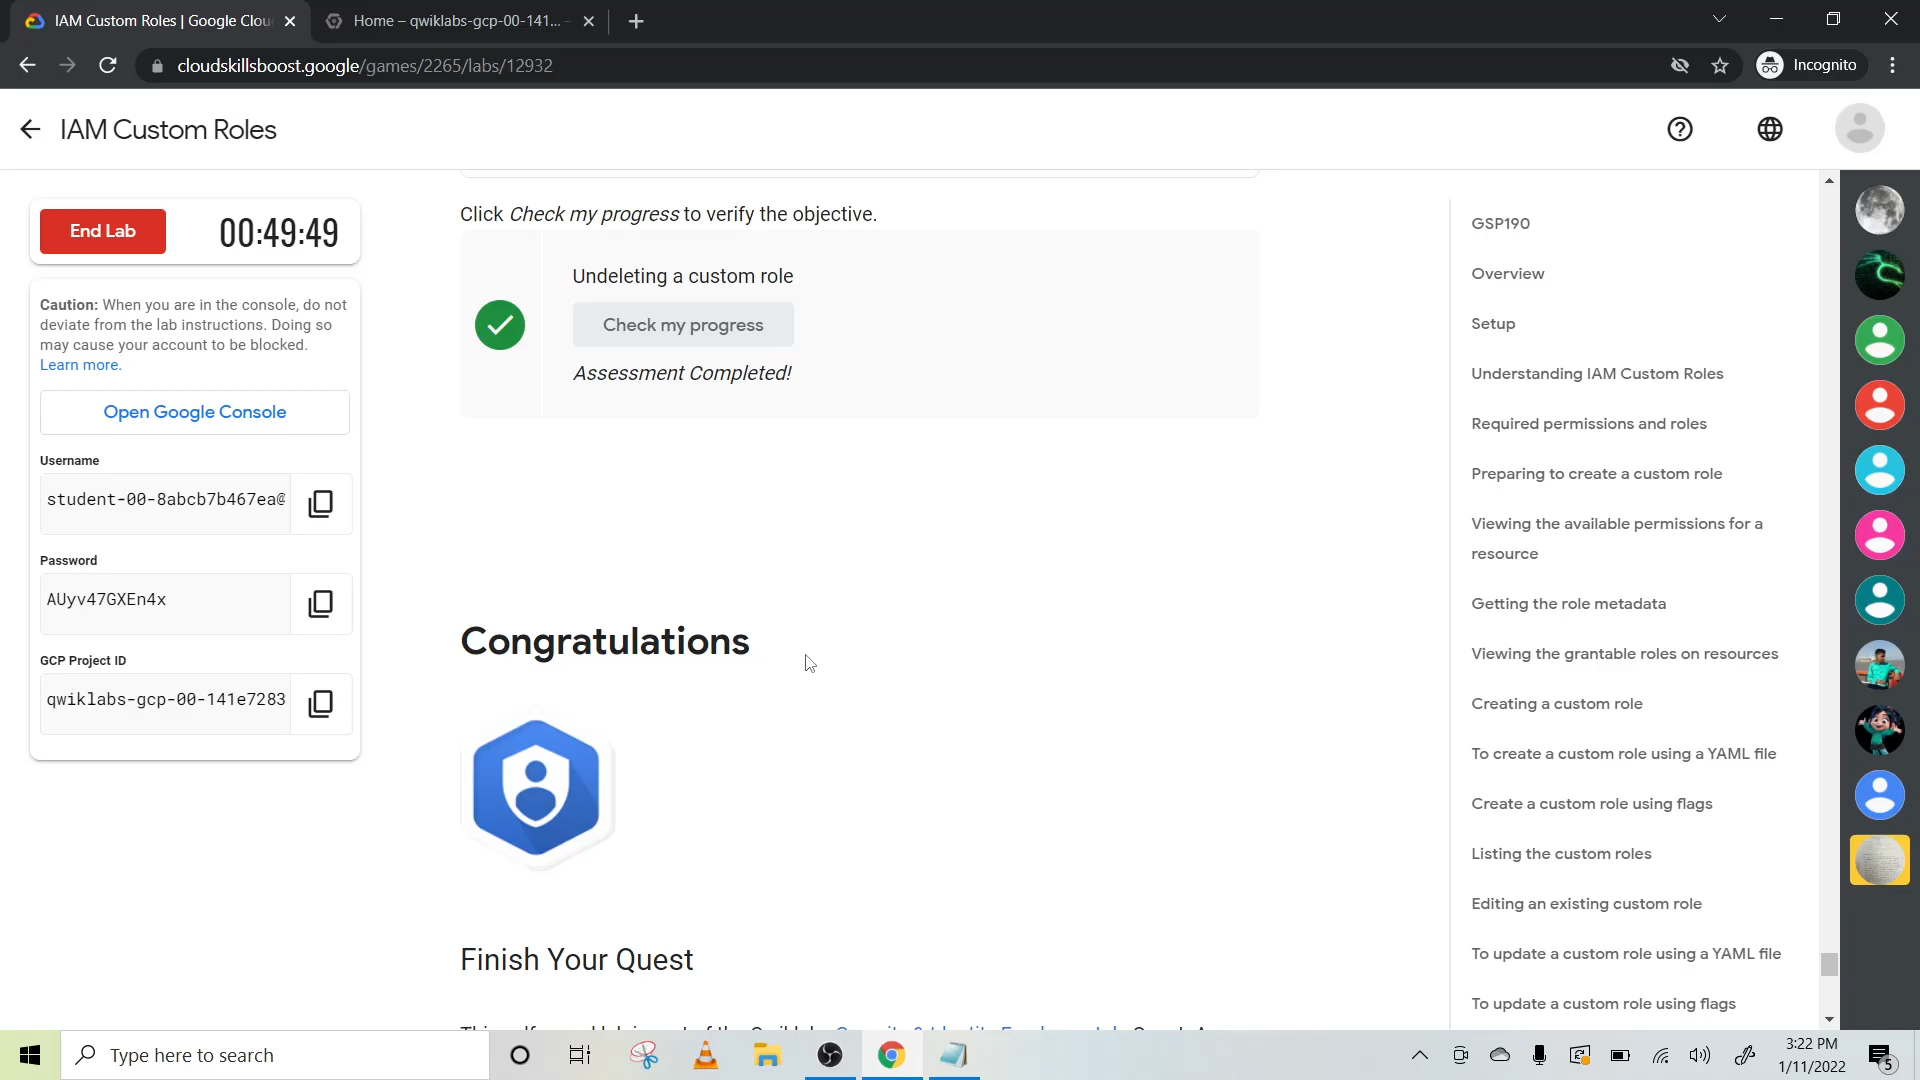 IAM Custom Roles | Google Clou
Home – qwiklabs-gcp-00-141...
cloudskillsboost.google/games/2265/labs/12932
Incognito
IAM Custom Roles
End Lab
00:49:49
Caution: When you are in the console, do not
deviate from the lab instructions. Doing so
may cause your account to be blocked.
Learn more.
Open Google Console
Username
student-00-8abcb7b467ea@
Password
AUyv47GXEn4x
GCP Project ID
qwiklabs-gcp-00-141e7283
Click Check my progress to verify the objective.
Undeleting a custom role
Check my progress
Assessment Completed!
Congratulations
Finish Your Quest
GSP190
Overview
Setup
Understanding IAM Custom Roles
Required permissions and roles
Preparing to create a custom role
Viewing the available permissions for a
resource
Getting the role metadata
Viewing the grantable roles on resources
Creating a custom role
To create a custom role using a YAML file
Create a custom role using flags
Listing the custom roles
Editing an existing custom role
To update a custom role using a YAML file
To update a custom role using flags
Type here to search
3:22 PM
1/11/2022
5